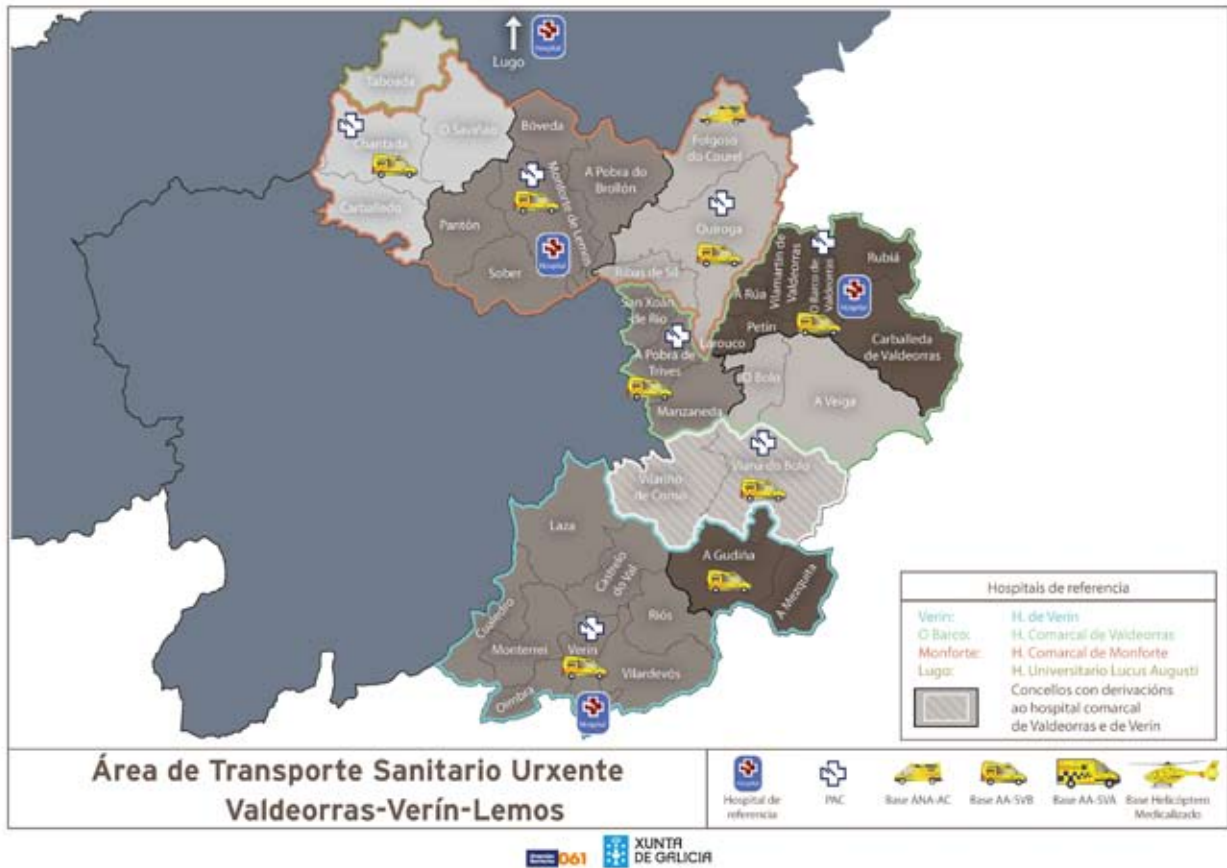 Lugo
Hospital
Taboada
Chantada
O Saviñao
Carballedo
Bóveda
A Pobra do
Brollón
Monforte de Lemos
Pantón
Sober
Hospital
Folgoso
do Courel
Quiroga
Ribas de Sil
San Xoán
de Río
A Pobra de
Trives
Manzaneda
Larouco
Petín
A Rúa
Vilamartín de
Valdeorras
O Barco de
Valdeorras
Rubiá
Hospital
Carballeda
de Valdeorras
O Bolo
A Veiga
Viana do Bolo
Vilariño
de Conso
A Gudiña
A Mezquita
Laza
Castrelo
do Val
Cualedro
Riós
Monterrei
Verín
Vilardevós
Oímbra
Hospital
Hospitais de referencia
Verín: H. de Verín
O Barco: H. Comarcal de Valdeorras
Monforte: H. Comarcal de Monforte
Lugo: H. Universitario Lucus Augusti
Concellos con derivacións
ao hospital comarcal
de Valdeorras e de Verín
Área de Transporte Sanitario Urxente
Valdeorras-Verín-Lemos
Hospital
Hospital de
referencia
PAC
Base ANA-AC
Base AA-SVB
Base AA-SVA
Base Helicóptero
Medicalizado
061
XUNTA
DE GALICIA